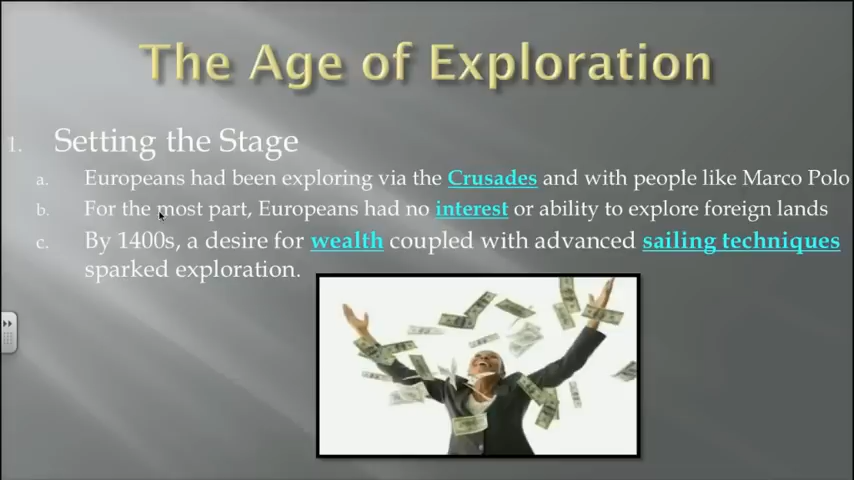 The Age of Exploration
1. Setting the Stage
a. Europeans had been exploring via the Crusades and with people like Marco Polo
b. For the most part, Europeans had no interest or ability to explore foreign lands
c. By 1400s, a desire for wealth coupled with advanced sailing techniques
sparked exploration.